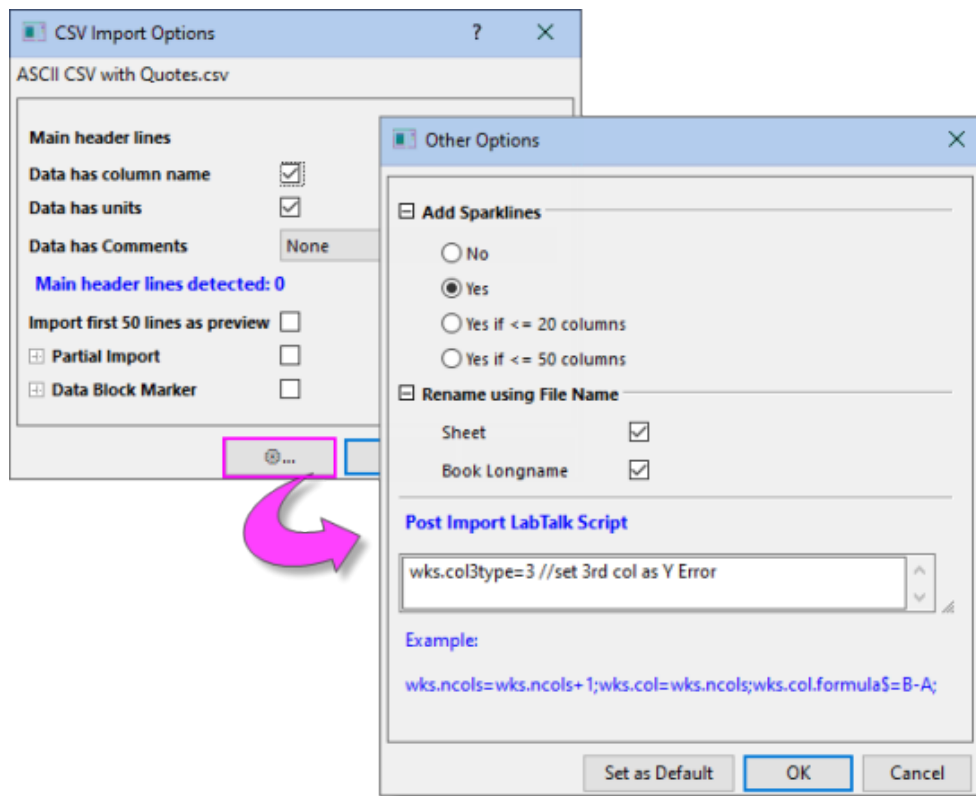 CSV Import Options
?
ASCII CSV with Quotes.csv
Main header lines
Data has column name
Data has units
Data has Comments
None
Main header lines detected: 0
Import first 50 lines as preview
Partial Import
Data Block Marker
...
Other Options
Add Sparklines
No
Yes
Yes if <= 20 columns
Yes if <= 50 columns
Rename using File Name
Sheet
Book Longname
Post Import LabTalk Script
wks.col3type=3 //set 3rd col as Y Error
Example:
wks.ncols=wks.ncols+1;wks.col=wks.ncols;wks.col.formula$=B-A;
Set as Default
OK
Cancel